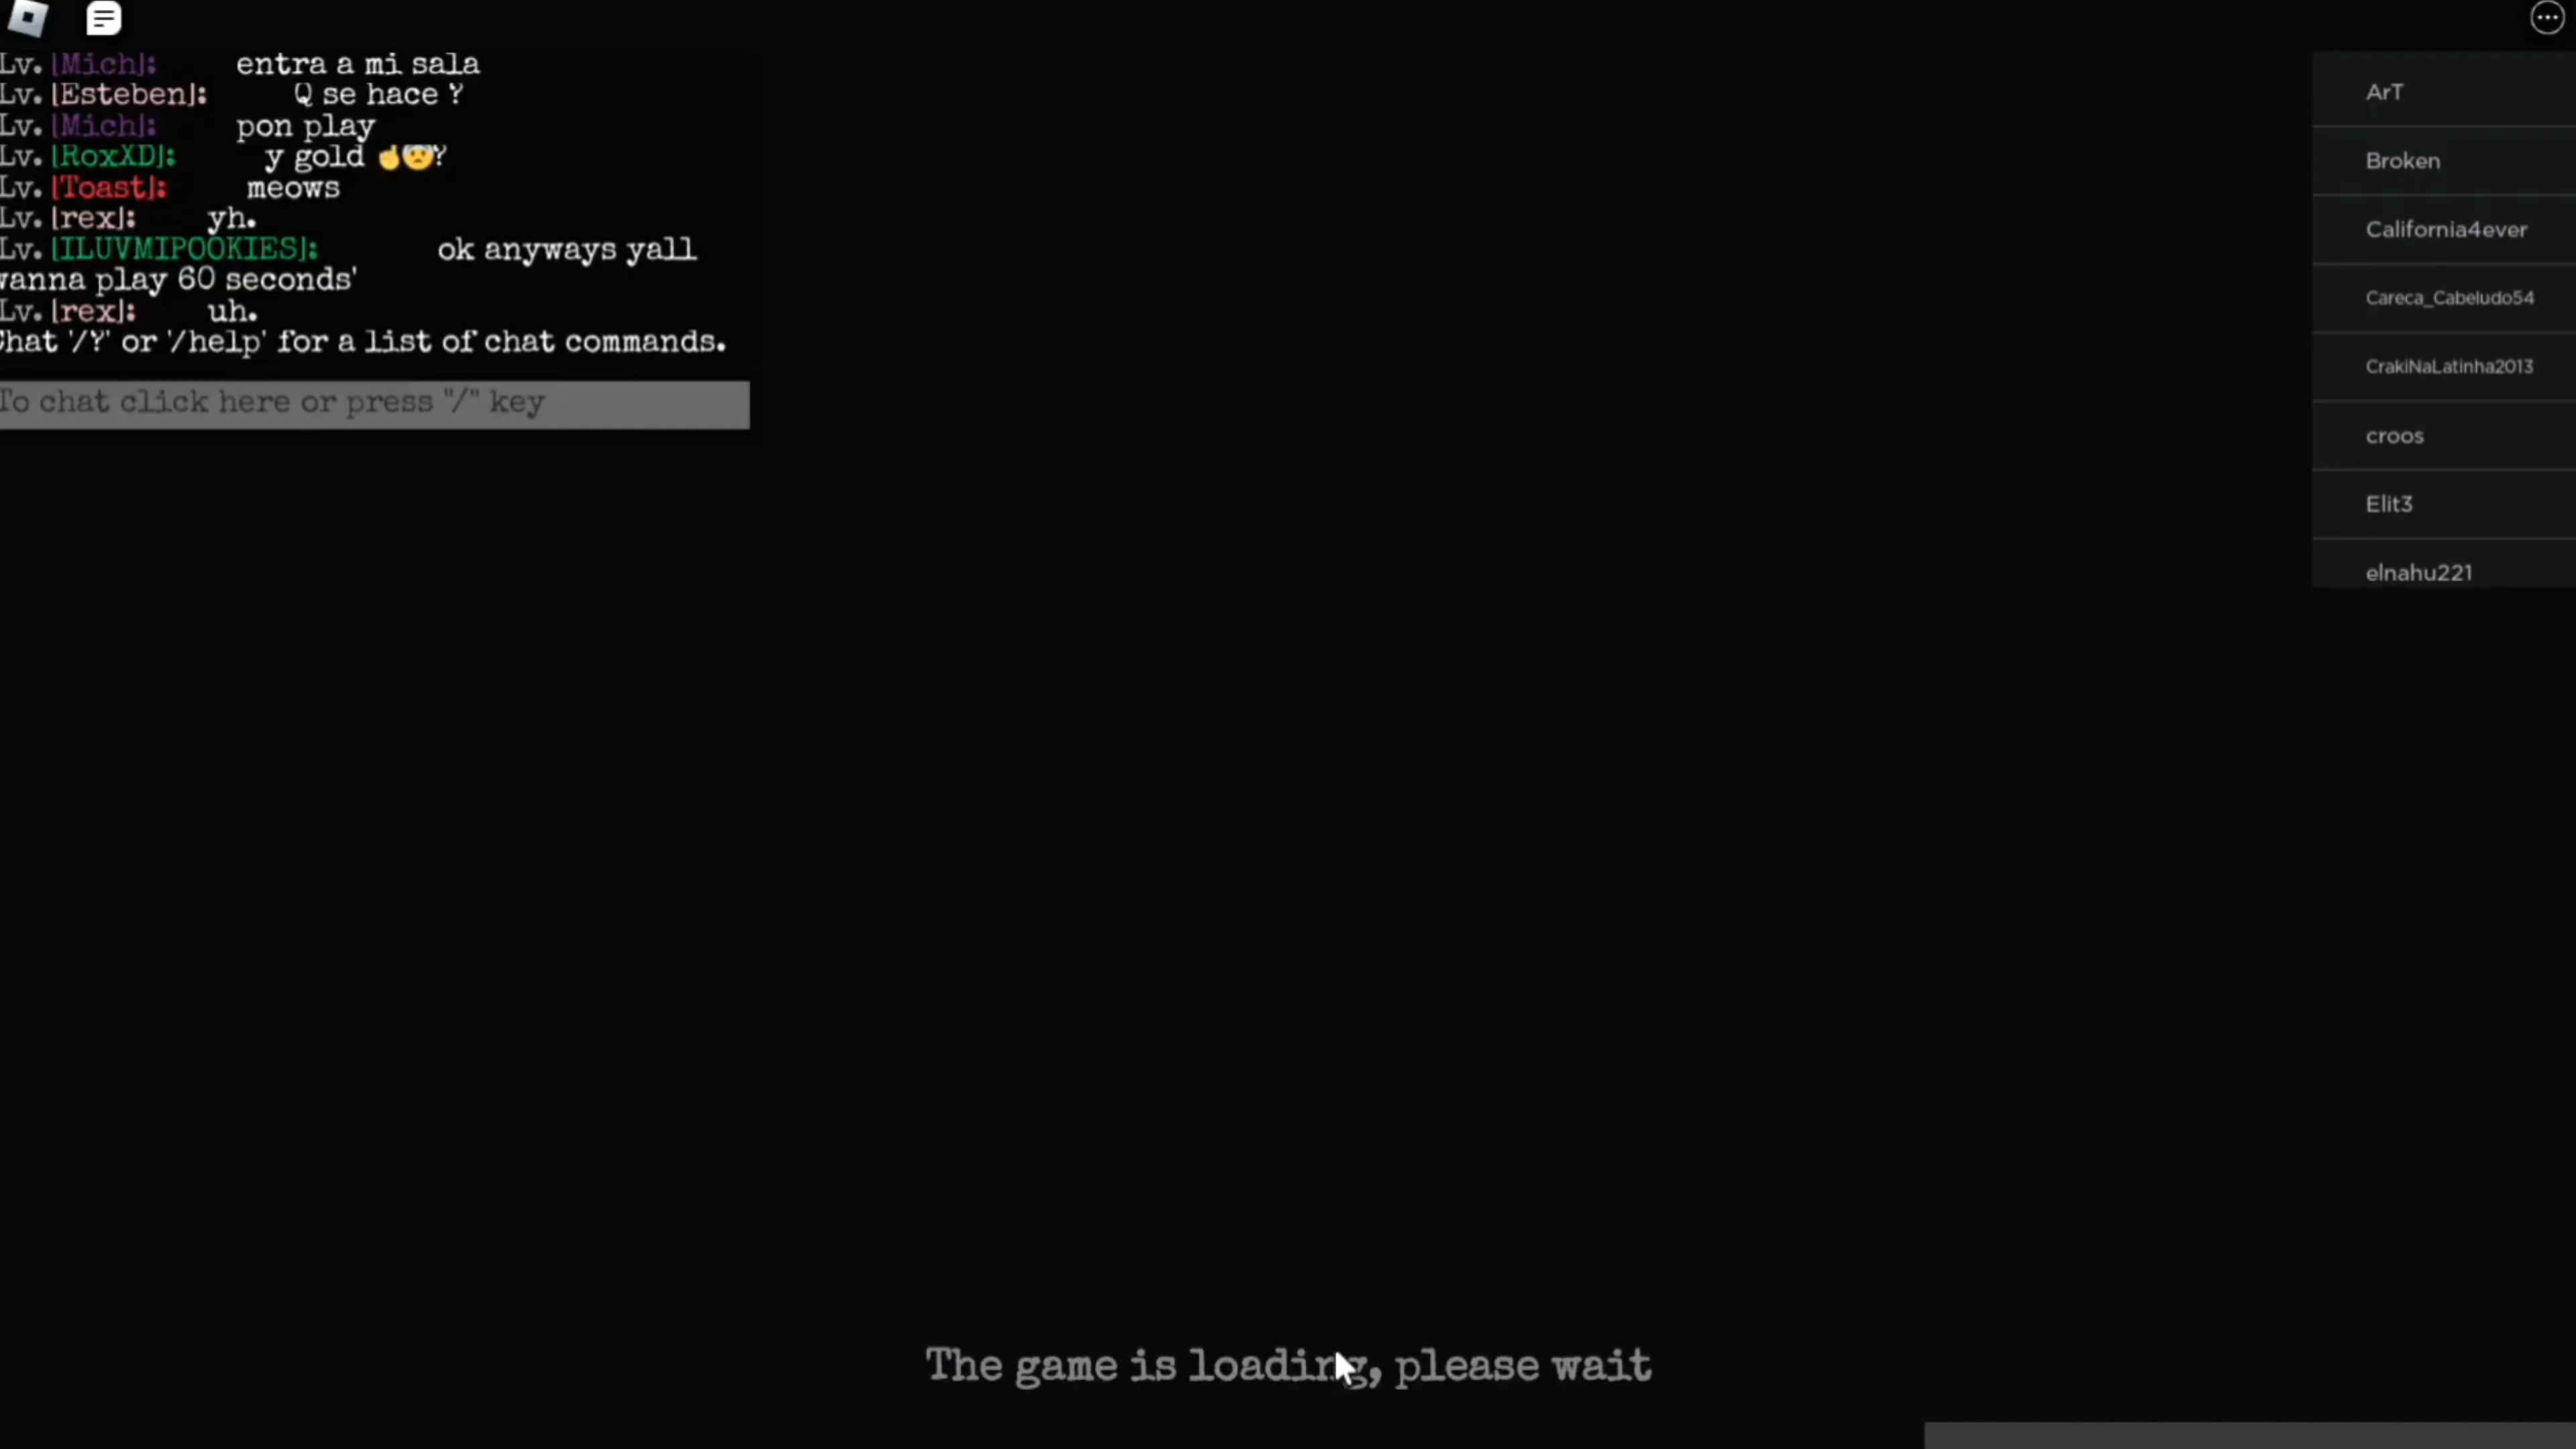 Lv. [Mich]: entra a mi sala
Lv. [Esteben]: Q se hace ?
Lv. [Mich]: pon play
Lv. [RoxXD]: y gold ☝🤕?
Lv. [Toast]: meows
Lv. [rex]: yh.
Lv. [ILUVMIPOOKIES]: ok anyways yall
wanna play 60 seconds'
Lv. [rex]: uh.
Chat '/?' or '/help' for a list of chat commands.
To chat click here or press "/" key
ArT
Broken
California4ever
Careca_Cabeludo54
CrakiNaLatinha2013
croos
Elit3
elnahu221
The game is loading, please wait